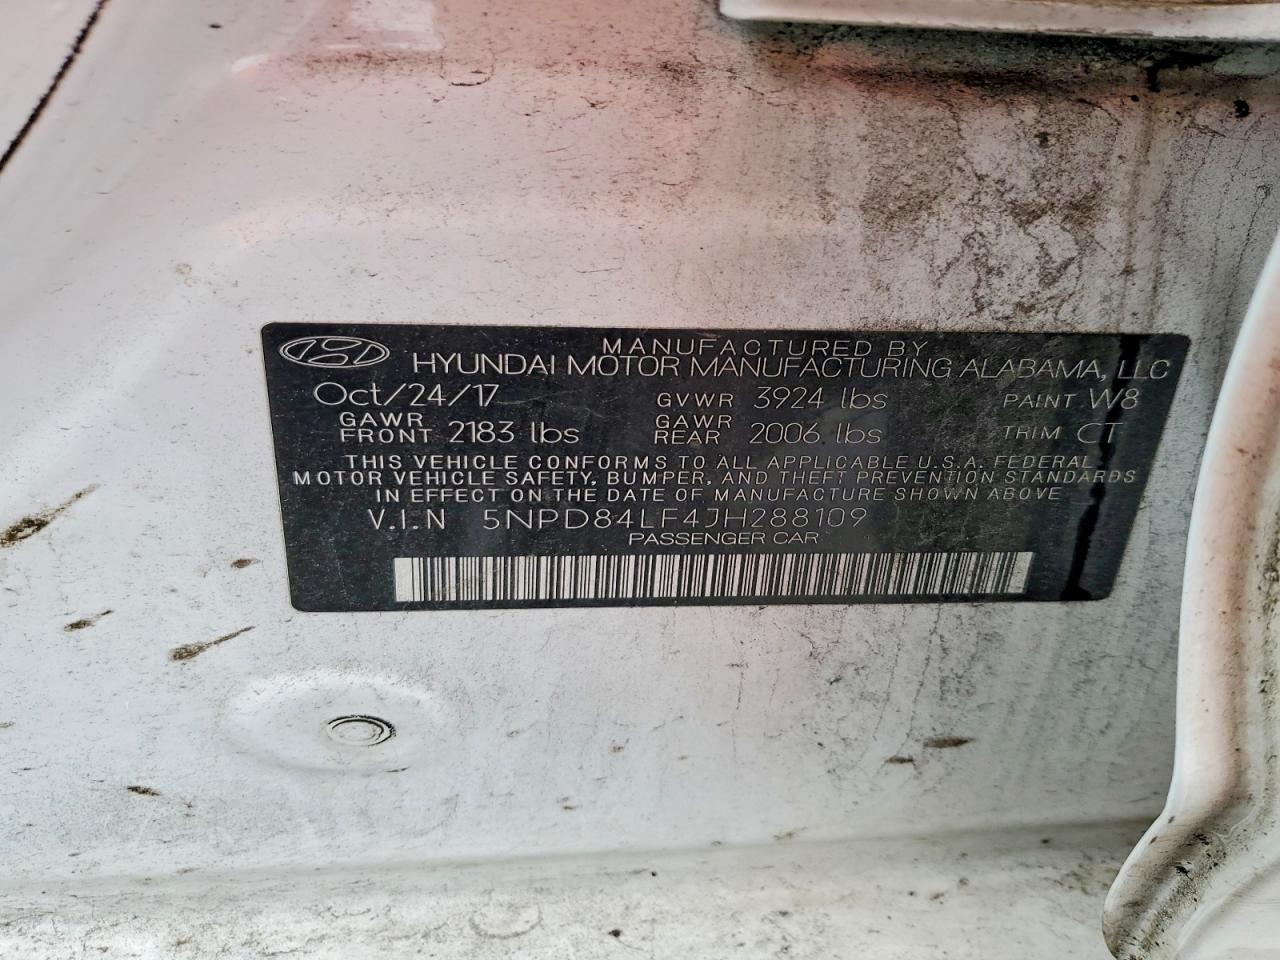 MANUFACTURED BY
HYUNDAI MOTOR MANUFACTURING ALABAMA, LLC
Oct/24/17 GVWR 3924 lbs PAINT W8
GAWR FRONT 2183 lbs GAWR REAR 2006 lbs TRIM CT
THIS VEHICLE CONFORMS TO ALL APPLICABLE U.S.A. FEDERAL
MOTOR VEHICLE SAFETY, BUMPER, AND THEFT PREVENTION STANDARDS
IN EFFECT ON THE DATE OF MANUFACTURE SHOWN ABOVE
V.I.N 5NPD84LF4JH288109
PASSENGER CAR